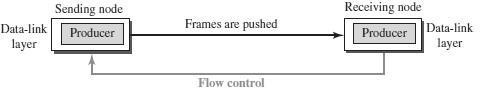 Sending node
Receiving node
Data-link
layer
Producer
Frames are pushed
Producer
Data-link
layer
Flow control